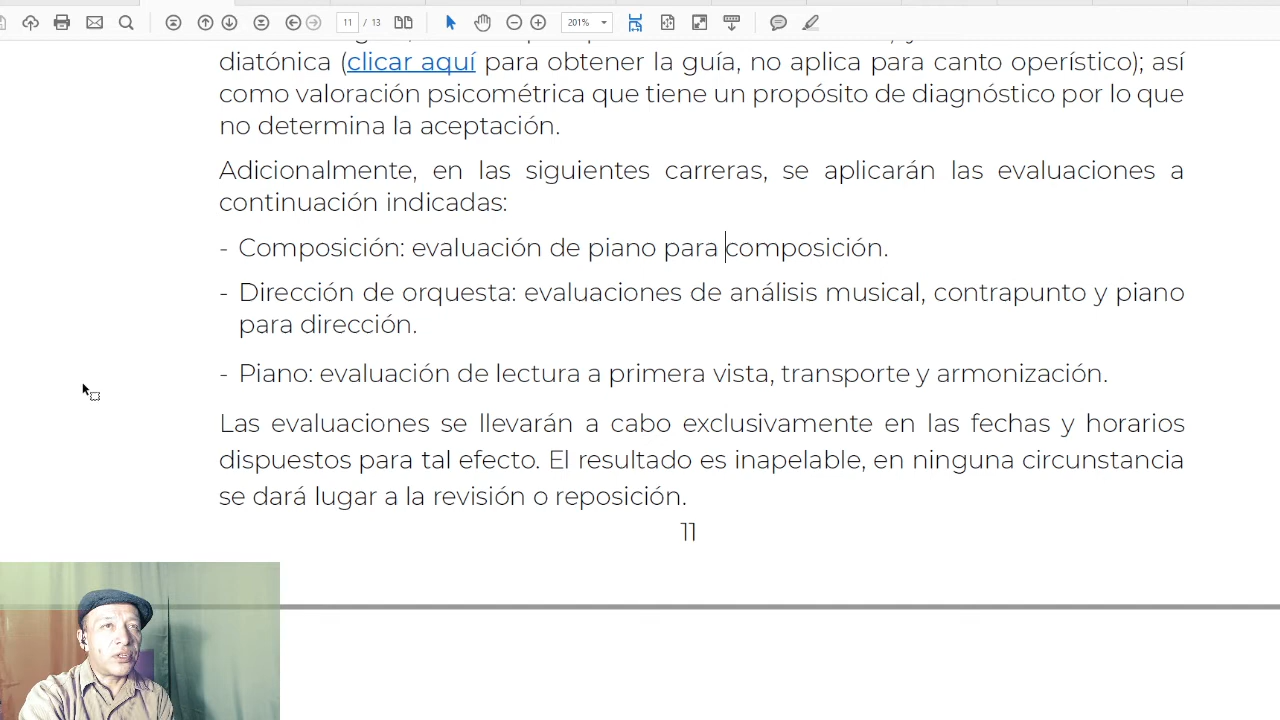 11 / 13 201%
diatónica (clicar aquí para obtener la guía, no aplica para canto operístico); así
como valoración psicométrica que tiene un propósito de diagnóstico por lo que
no determina la aceptación.
Adicionalmente, en las siguientes carreras, se aplicarán las evaluaciones a
continuación indicadas:
- Composición: evaluación de piano para composición.
- Dirección de orquesta: evaluaciones de análisis musical, contrapunto y piano
para dirección.
- Piano: evaluación de lectura a primera vista, transporte y armonización.
Las evaluaciones se llevarán a cabo exclusivamente en las fechas y horarios
dispuestos para tal efecto. El resultado es inapelable, en ninguna circunstancia
se dará lugar a la revisión o reposición.
11